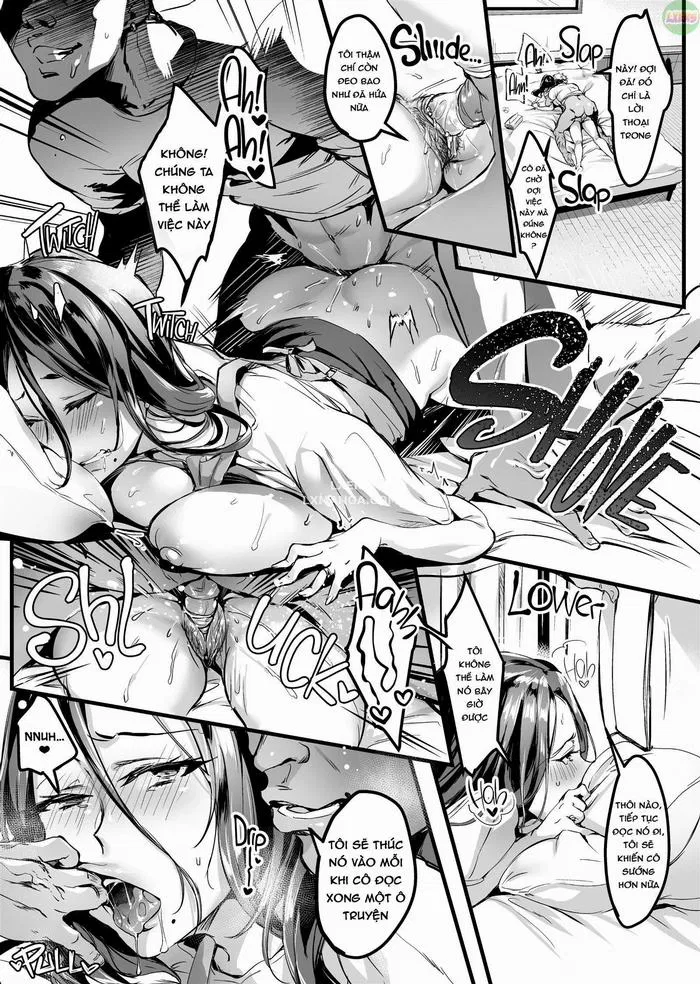 NÀY! ĐỢI
ĐÃ! ĐÓ
CHỈ LÀ LỜI
THOẠI
TRONG
Slap
Ah!
Ahh!
CÔ ĐÃ
CHỜ
ĐỢI
VIỆC
NÀY MÀ
ĐÚNG
KHÔNG
?
Slap
TÔI THẬM
CHÍ CÒN
ĐEO BAO
NHƯ ĐÃ HỨA
NỮA
Shlide...
Ah!
Ah!
KHÔNG!
CHÚNG TA
KHÔNG
THỂ LÀM
VIỆC NÀY
TWITCH
TWITCH
SHOVE
Shl
UCK
Aahh
LOWER
TÔI
KHÔNG
THỂ LÀM
NÓ BÂY
GIỜ
ĐƯỢC
Hah
Hah
THÔI NÀO,
TIẾP TỤC
ĐỌC NÓ ĐI,
TÔI SẼ
KHIẾN CÔ
SƯỚNG
HƠN NỮA
NNUH...
Drip
TÔI SẼ THÚC
NÓ VÀO MỖI
KHI CÔ ĐỌC
XONG MỘT Ô
TRUYỆN
PULL